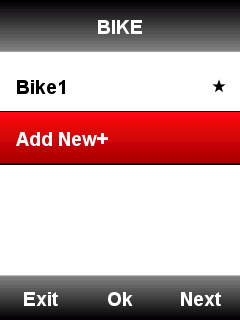 BIKE
Bike1 ★
Add New+
Exit Ok Next